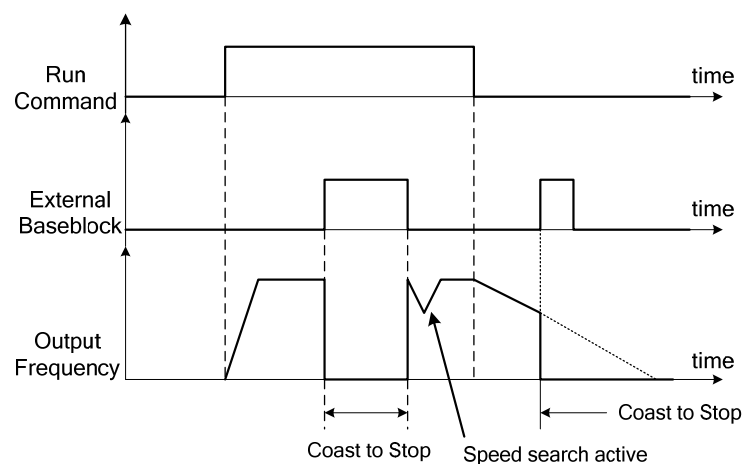 Run
Command
time
External
Baseblock
time
Output
Frequency
time
Coast to Stop
Coast to Stop
Speed search active